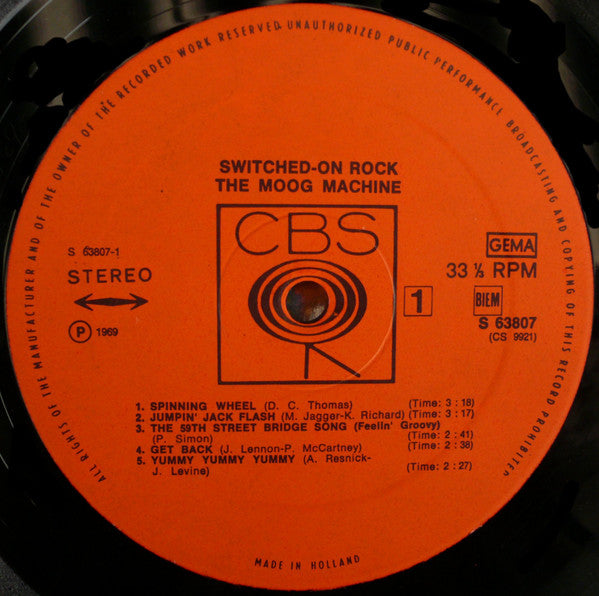 ALL RIGHTS OF THE MANUFACTURER AND OF THE OWNER OF THE RECORDED WORK RESERVED UNAUTHORIZED PUBLIC PERFORMANCE BROADCASTING AND COPYING OF THIS RECORD PROHIBITED
SWITCHED-ON ROCK
THE MOOG MACHINE
CBS
S 63807-1
STEREO
P 1969
GEMA
33 ⅓ RPM
1
BIEM
S 63807
(CS 9921)
1. SPINNING WHEEL (D. C. Thomas) (Time: 3 : 18)
2. JUMPIN' JACK FLASH (M. Jagger-K. Richard) (Time: 3 : 17)
3. THE 59TH STREET BRIDGE SONG (Feelin' Groovy)
(P. Simon) (Time: 2 : 41)
4. GET BACK (J. Lennon-P. McCartney) (Time: 2 : 38)
5. YUMMY YUMMY YUMMY (A. Resnick-
J. Levine) (Time: 2 : 27)
MADE IN HOLLAND